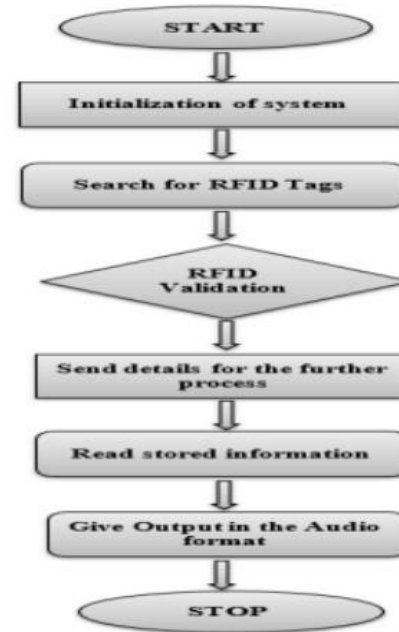 START
Initialization of system
Search for RFID Tags
RFID
Validation
Send details for the further
process
Read stored information
Give Output in the Audio
format
STOP